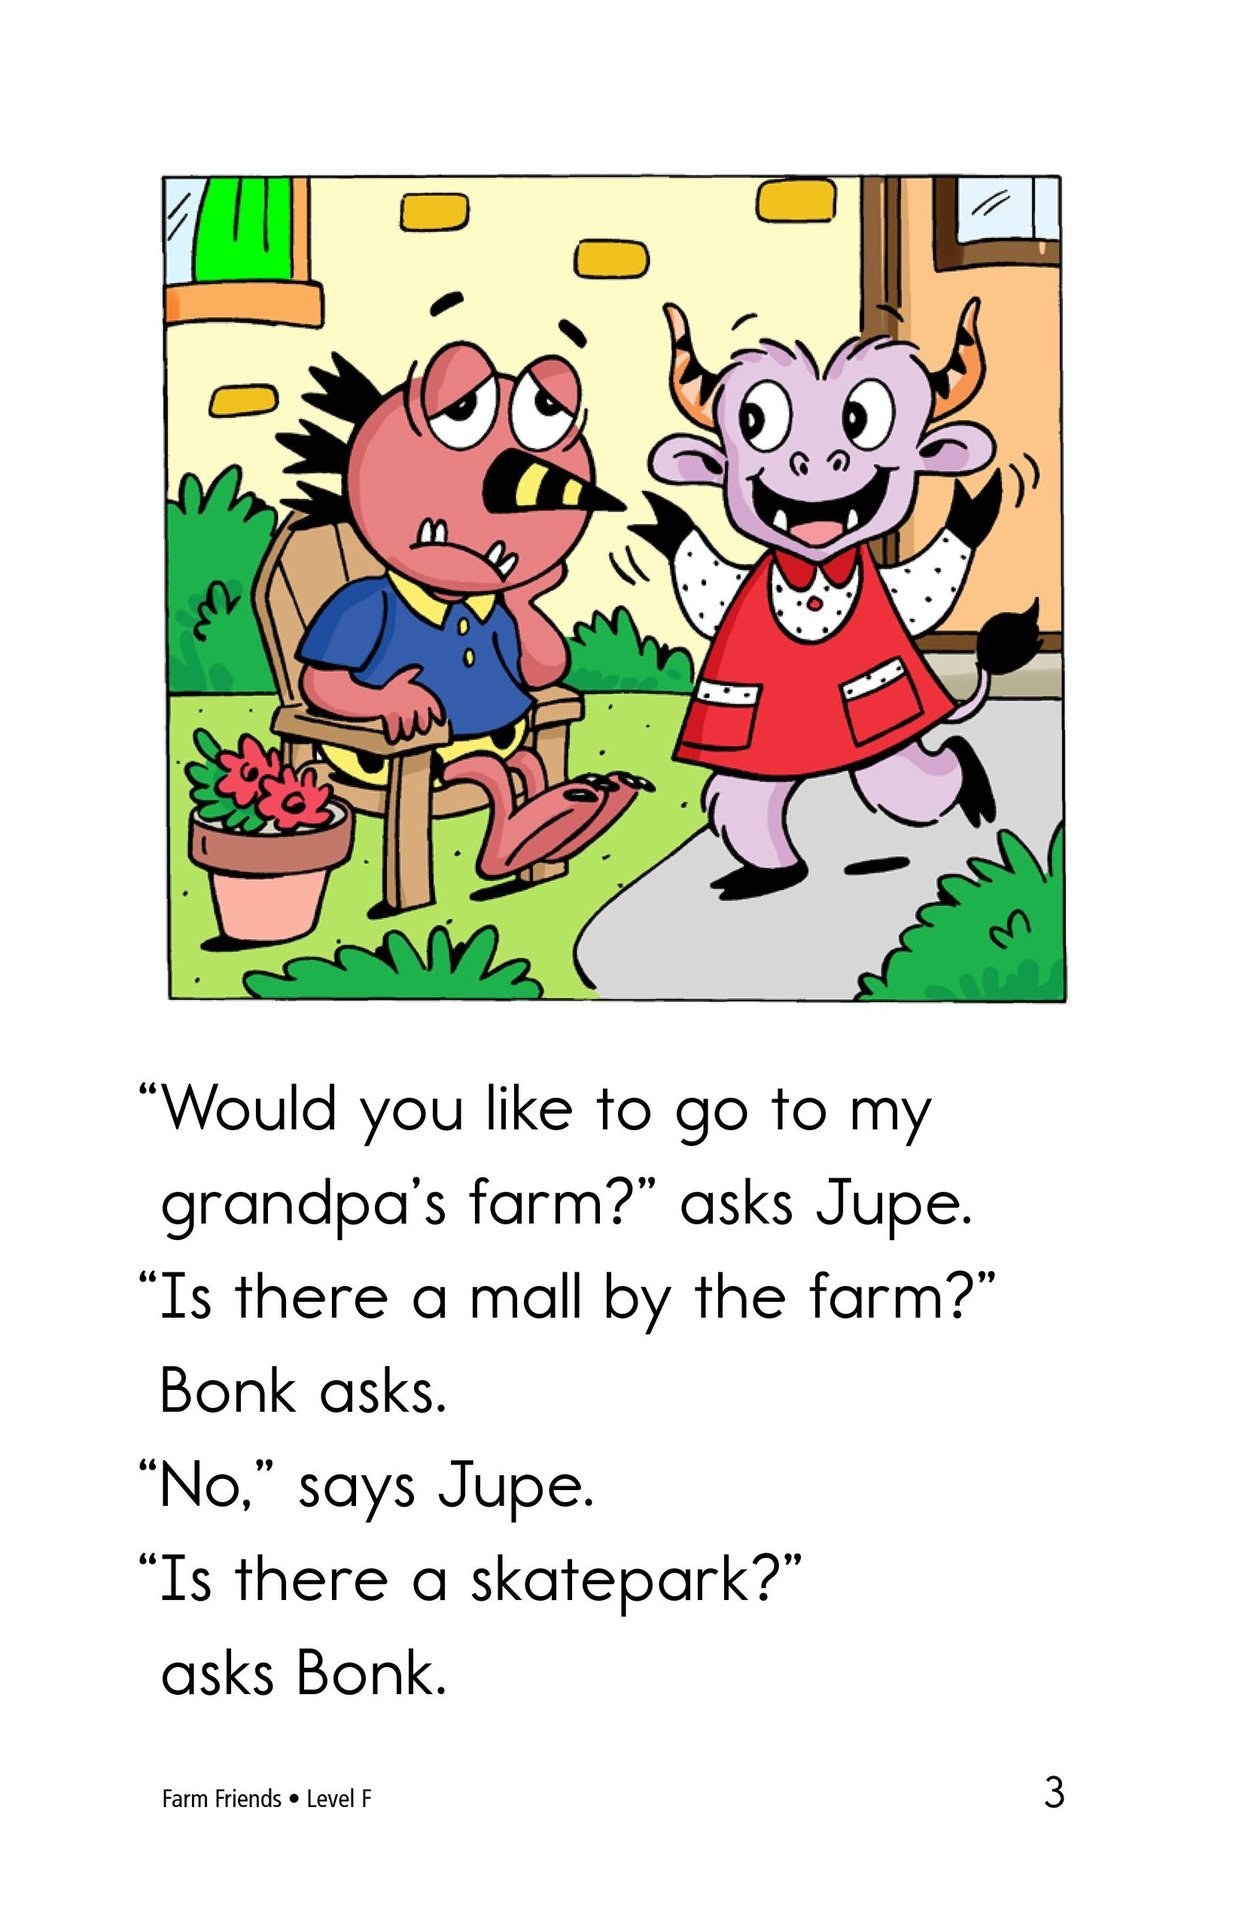 “Would you like to go to my
grandpa’s farm?” asks Jupe.
“Is there a mall by the farm?”
Bonk asks.
“No,” says Jupe.
“Is there a skatepark?”
asks Bonk.
Farm Friends • Level F
3